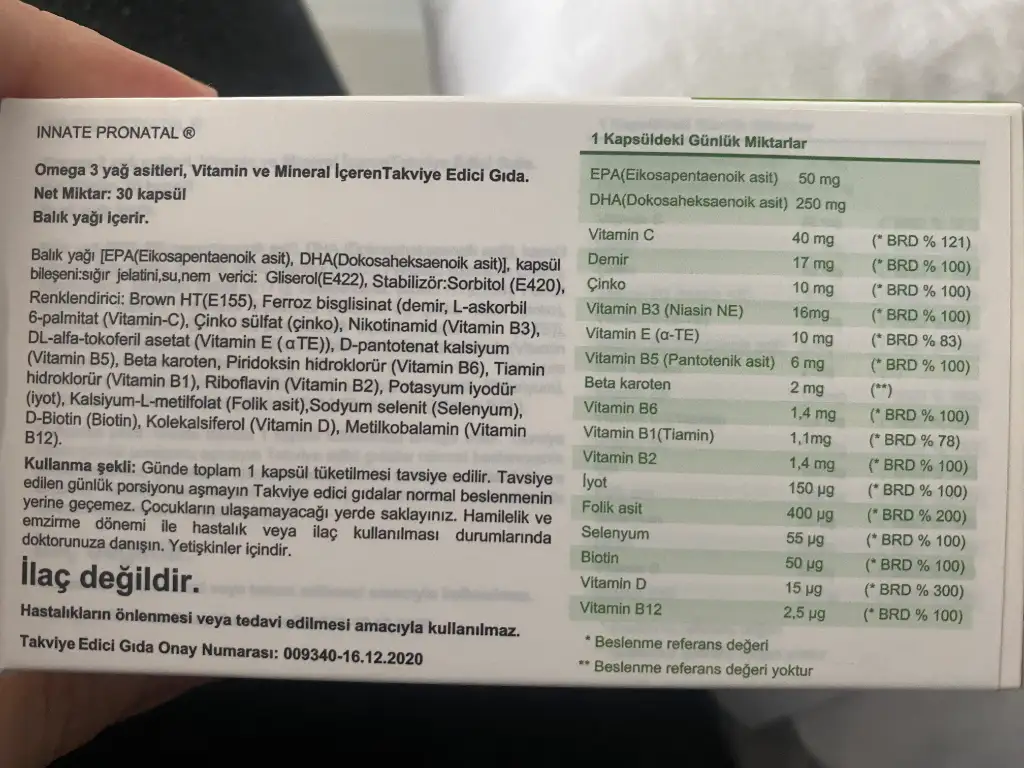 INNATE PRONATAL ®
Omega 3 yağ asitleri, Vitamin ve Mineral İçerenTakviye Edici Gıda.
Net Miktar: 30 kapsül
Balık yağı içerir.
Balık yağı [EPA(Eikosapentaenoik asit), DHA(Dokosaheksaenoik asit)], kapsül
bileşeni:sığır jelatini,su,nem verici: Gliserol(E422), Stabilizör:Sorbitol (E420),
Renklendirici: Brown HT(E155), Ferroz bisglisinat (demir, L-askorbil
6-palmitat (Vitamin-C), Çinko sülfat (çinko), Nikotinamid (Vitamin B3),
DL-alfa-tokoferil asetat (Vitamin E (αTE)), D-pantotenat kalsiyum
(Vitamin B5), Beta karoten, Piridoksin hidroklorür (Vitamin B6), Tiamin
hidroklorür (Vitamin B1), Riboflavin (Vitamin B2), Potasyum iyodür
(iyot), Kalsiyum-L-metilfolat (Folik asit),Sodyum selenit (Selenyum),
D-Biotin (Biotin), Kolekalsiferol (Vitamin D), Metilkobalamin (Vitamin
B12).
Kullanma şekli: Günde toplam 1 kapsül tüketilmesi tavsiye edilir. Tavsiye
edilen günlük porsiyonu aşmayın Takviye edici gıdalar normal beslenmenin
yerine geçemez. Çocukların ulaşamayacağı yerde saklayınız. Hamilelik ve
emzirme dönemi ile hastalık veya ilaç kullanılması durumlarında
doktorunuza danışın. Yetişkinler içindir.
İlaç değildir.
Hastalıkların önlenmesi veya tedavi edilmesi amacıyla kullanılmaz.
Takviye Edici Gıda Onay Numarası: 009340-16.12.2020
1 Kapsüldeki Günlük Miktarlar
EPA(Eikosapentaenoik asit) 50 mg
DHA(Dokosaheksaenoik asit) 250 mg
Vitamin C 40 mg (* BRD % 121)
Demir 17 mg (* BRD % 100)
Çinko 10 mg (* BRD % 100)
Vitamin B3 (Niasin NE) 16mg (* BRD % 100)
Vitamin E (α-TE) 10 mg (* BRD % 83)
Vitamin B5 (Pantotenik asit) 6 mg (* BRD % 100)
Beta karoten 2 mg (**)
Vitamin B6 1,4 mg (* BRD % 100)
Vitamin B1(Tiamin) 1,1mg (* BRD % 78)
Vitamin B2 1,4 mg (* BRD % 100)
İyot 150 µg (* BRD % 100)
Folik asit 400 µg (* BRD % 200)
Selenyum 55 µg (* BRD % 100)
Biotin 50 µg (* BRD % 100)
Vitamin D 15 µg (* BRD % 300)
Vitamin B12 2,5 µg (* BRD % 100)
* Beslenme referans değeri
** Beslenme referans değeri yoktur